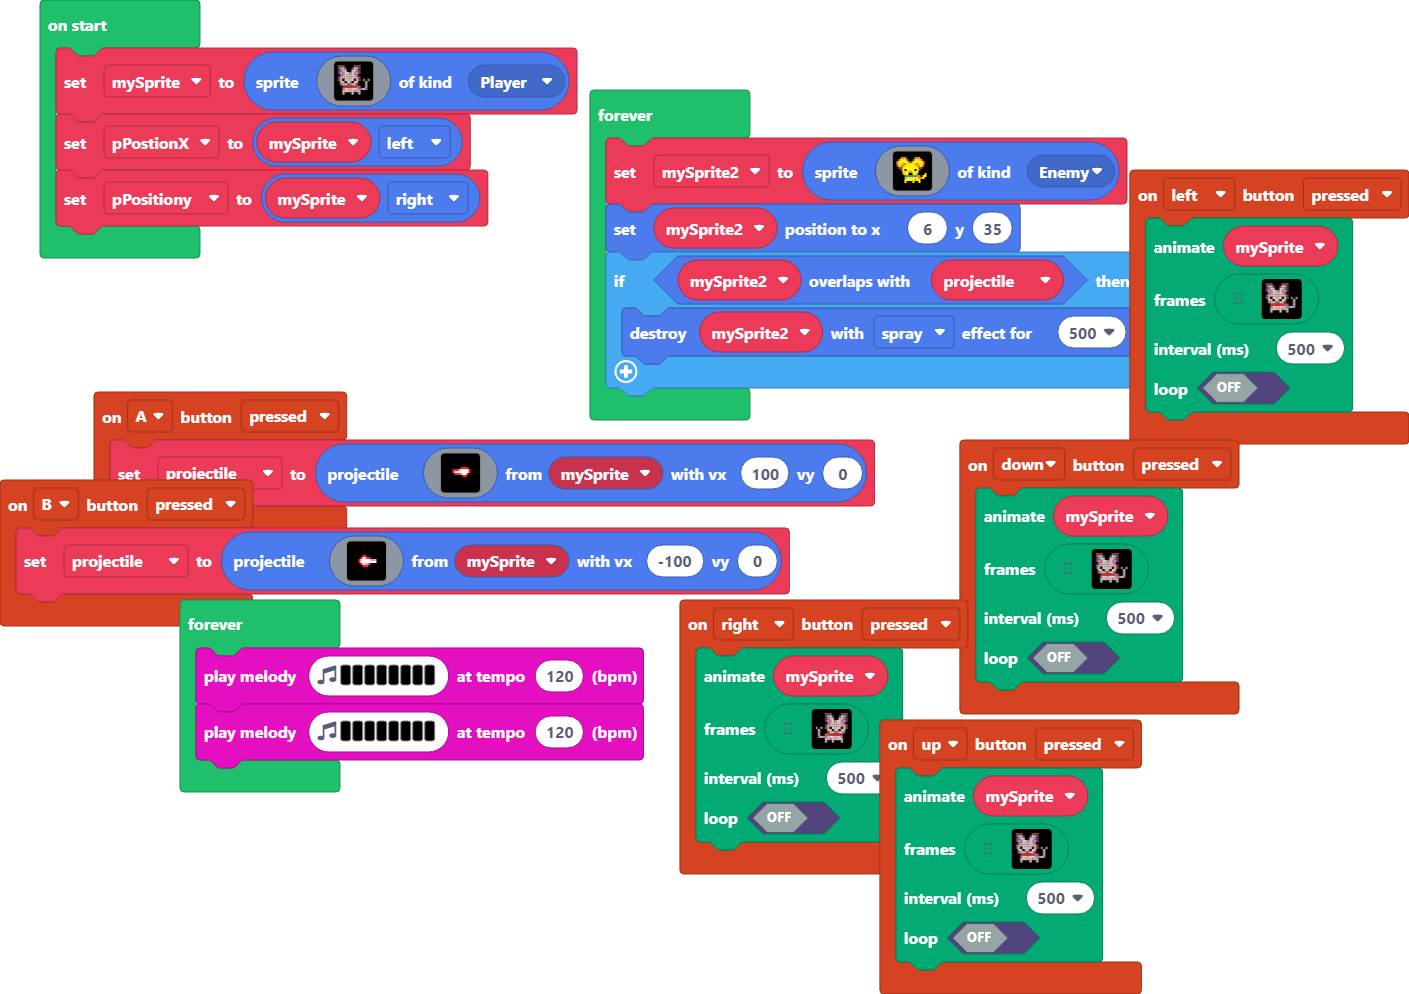 on start
set mySprite to sprite of kind Player
set pPostionX to mySprite left
set pPositiony to mySprite right
forever
set mySprite2 to sprite of kind Enemy
set mySprite2 position to x 6 y 35
if mySprite2 overlaps with projectile then
destroy mySprite2 with spray effect for 500
on left button pressed
animate mySprite
frames
interval (ms) 500
loop OFF
on A button pressed
set projectile to projectile from mySprite with vx 100 vy 0
on B button pressed
set projectile to projectile from mySprite with vx -100 vy 0
on down button pressed
animate mySprite
frames
interval (ms) 500
loop OFF
forever
play melody at tempo 120 (bpm)
play melody at tempo 120 (bpm)
on right button pressed
animate mySprite
frames
interval (ms) 500
loop OFF
on up button pressed
animate mySprite
frames
interval (ms) 500
loop OFF